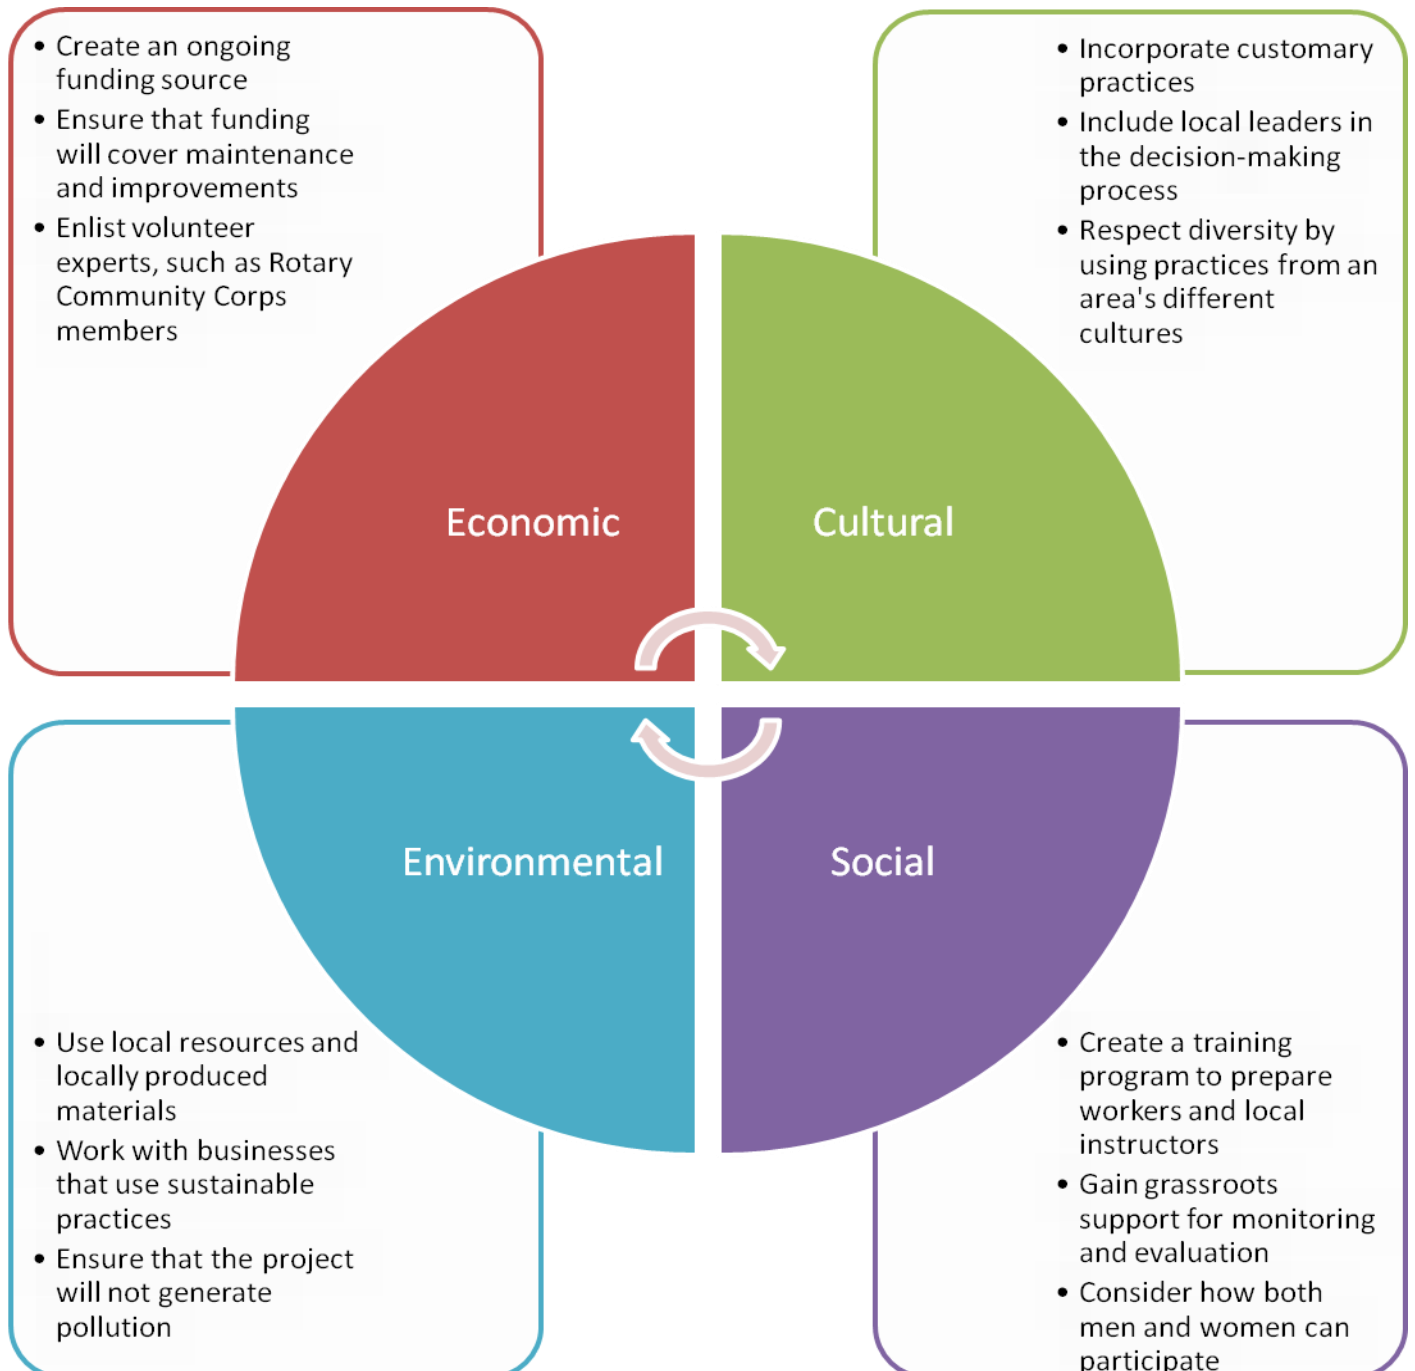 • Create an ongoing
funding source
• Ensure that funding
will cover maintenance
and improvements
• Enlist volunteer
experts, such as Rotary
Community Corps
members
• Incorporate customary
practices
• Include local leaders in
the decision-making
process
• Respect diversity by
using practices from an
area's different
cultures
Economic
Cultural
Environmental
Social
• Use local resources and
locally produced
materials
• Work with businesses
that use sustainable
practices
• Ensure that the project
will not generate
pollution
• Create a training
program to prepare
workers and local
instructors
• Gain grassroots
support for monitoring
and evaluation
• Consider how both
men and women can
participate